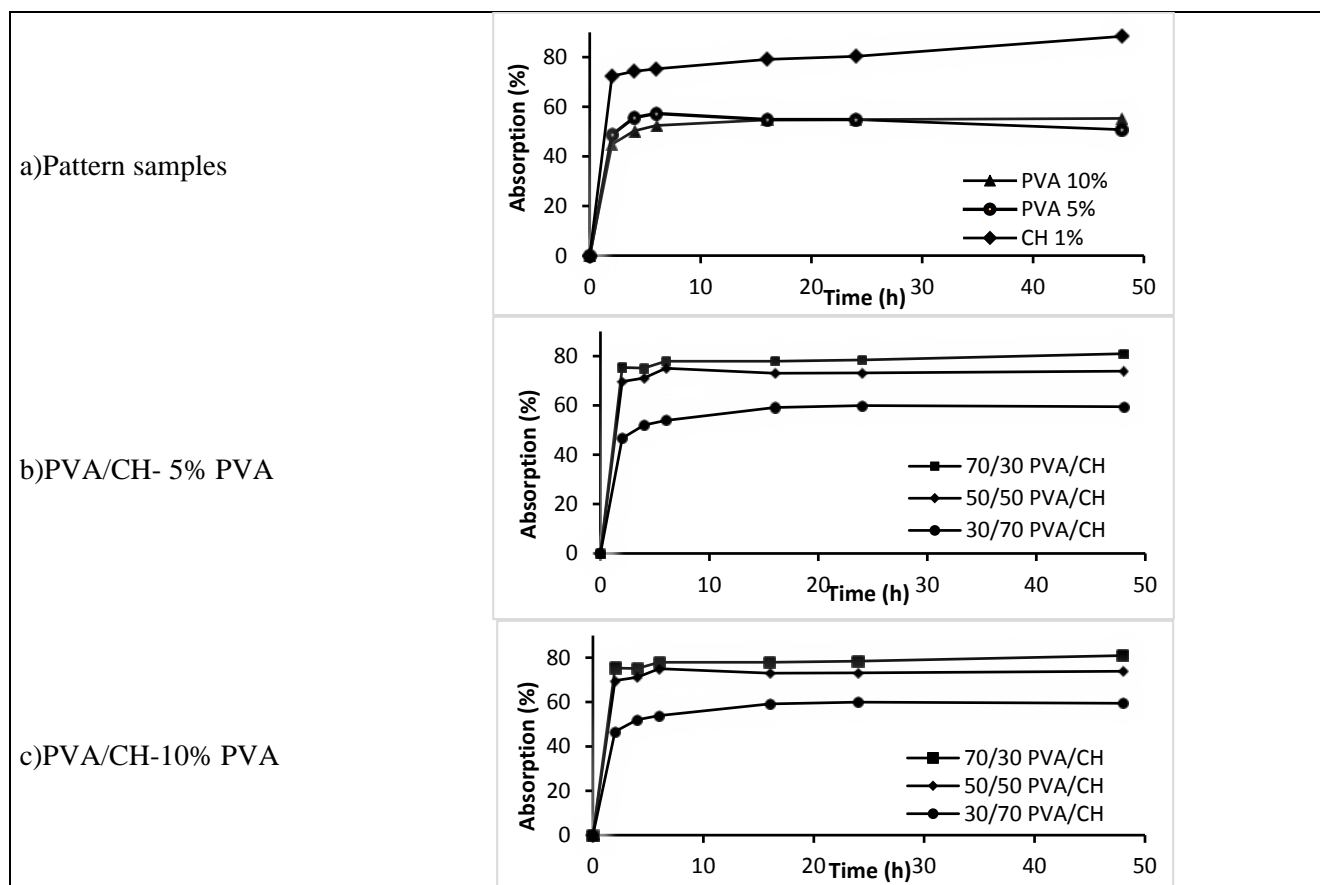 a)Pattern samples
Absorption (%)
80
60
40
20
0
0 10 20 30 40 50
Time (h)
PVA 10%
PVA 5%
CH 1%
b)PVA/CH- 5% PVA
Absorption (%)
80
60
40
20
0
0 10 20 30 40 50
Time (h)
70/30 PVA/CH
50/50 PVA/CH
30/70 PVA/CH
c)PVA/CH-10% PVA
Absorption (%)
80
60
40
20
0
0 10 20 30 40 50
Time (h)
70/30 PVA/CH
50/50 PVA/CH
30/70 PVA/CH